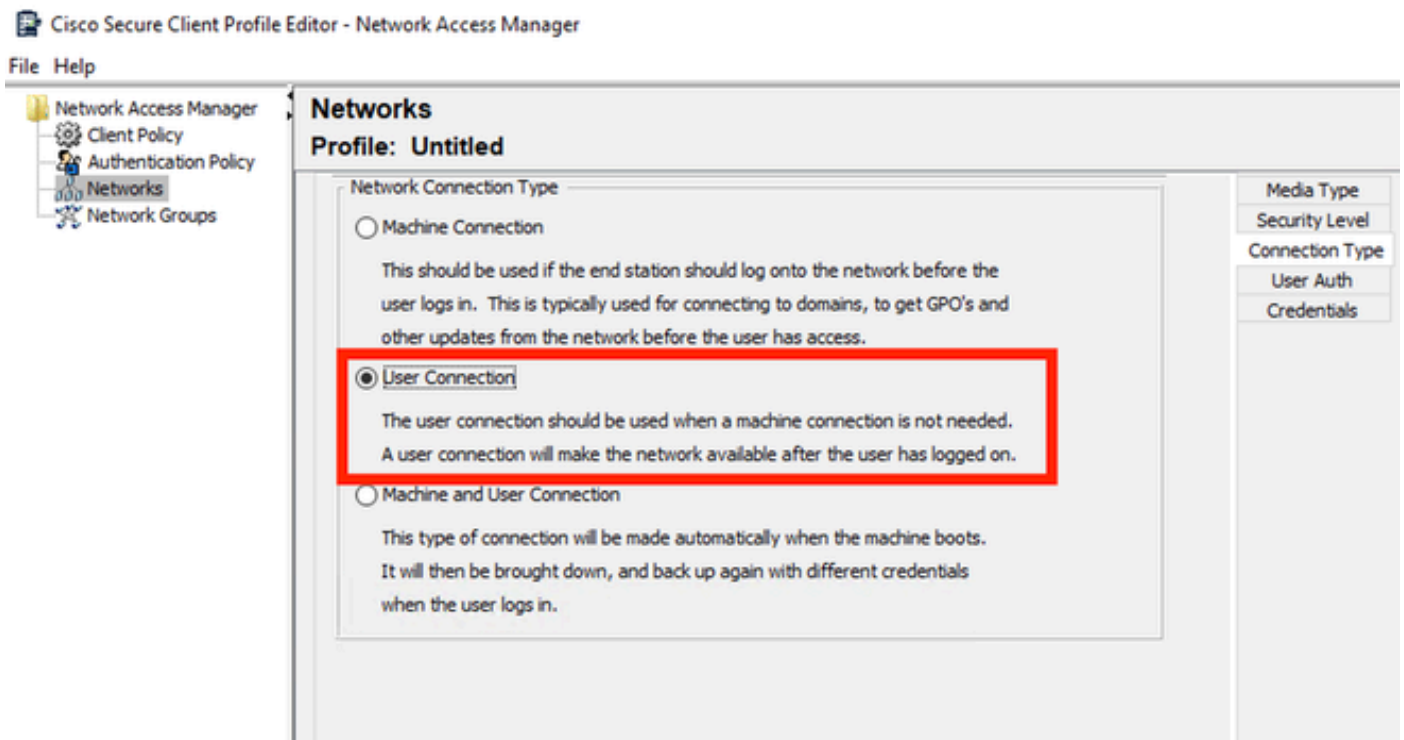 Cisco Secure Client Profile Editor - Network Access Manager
File Help
Network Access Manager
Client Policy
Authentication Policy
Networks
Network Groups
Networks
Profile: Untitled
Network Connection Type
Machine Connection
This should be used if the end station should log onto the network before the
user logs in. This is typically used for connecting to domains, to get GPO's and
other updates from the network before the user has access.
User Connection
The user connection should be used when a machine connection is not needed.
A user connection will make the network available after the user has logged on.
Machine and User Connection
This type of connection will be made automatically when the machine boots.
It will then be brought down, and back up again with different credentials
when the user logs in.
Media Type
Security Level
Connection Type
User Auth
Credentials